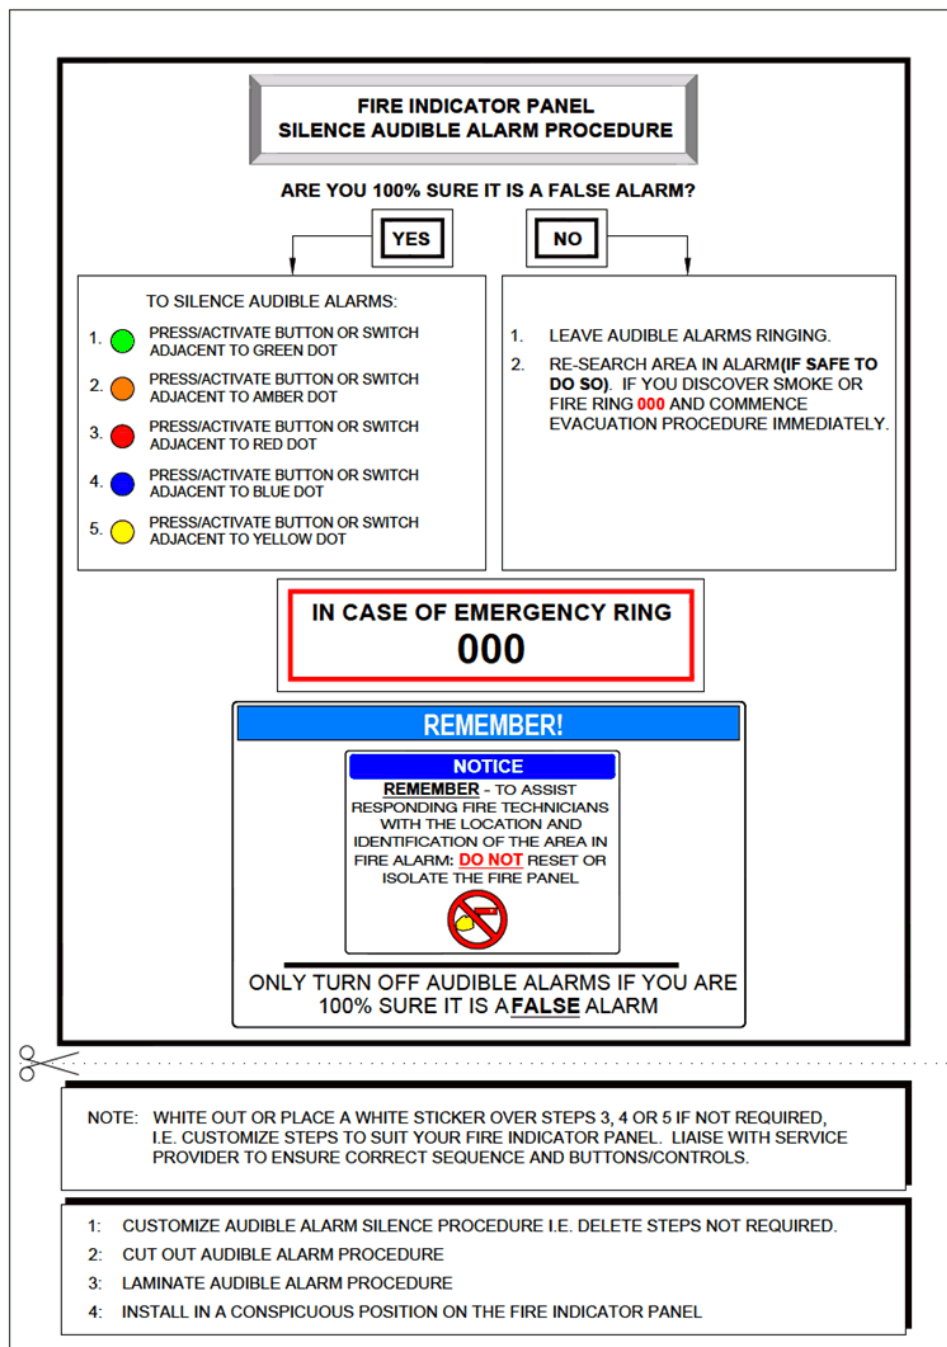 FIRE INDICATOR PANEL
SILENCE AUDIBLE ALARM PROCEDURE
ARE YOU 100% SURE IT IS A FALSE ALARM?
YES
NO
TO SILENCE AUDIBLE ALARMS:
1. PRESS/ACTIVATE BUTTON OR SWITCH
ADJACENT TO GREEN DOT
2. PRESS/ACTIVATE BUTTON OR SWITCH
ADJACENT TO AMBER DOT
3. PRESS/ACTIVATE BUTTON OR SWITCH
ADJACENT TO RED DOT
4. PRESS/ACTIVATE BUTTON OR SWITCH
ADJACENT TO BLUE DOT
5. PRESS/ACTIVATE BUTTON OR SWITCH
ADJACENT TO YELLOW DOT
1. LEAVE AUDIBLE ALARMS RINGING.
2. RE-SEARCH AREA IN ALARM(IF SAFE TO
DO SO). IF YOU DISCOVER SMOKE OR
FIRE RING 000 AND COMMENCE
EVACUATION PROCEDURE IMMEDIATELY.
IN CASE OF EMERGENCY RING
000
REMEMBER!
NOTICE
REMEMBER - TO ASSIST
RESPONDING FIRE TECHNICIANS
WITH THE LOCATION AND
IDENTIFICATION OF THE AREA IN
FIRE ALARM: DO NOT RESET OR
ISOLATE THE FIRE PANEL
ONLY TURN OFF AUDIBLE ALARMS IF YOU ARE
100% SURE IT IS A FALSE ALARM
NOTE: WHITE OUT OR PLACE A WHITE STICKER OVER STEPS 3, 4 OR 5 IF NOT REQUIRED,
I.E. CUSTOMIZE STEPS TO SUIT YOUR FIRE INDICATOR PANEL. LIAISE WITH SERVICE
PROVIDER TO ENSURE CORRECT SEQUENCE AND BUTTONS/CONTROLS.
1: CUSTOMIZE AUDIBLE ALARM SILENCE PROCEDURE I.E. DELETE STEPS NOT REQUIRED.
2: CUT OUT AUDIBLE ALARM PROCEDURE
3: LAMINATE AUDIBLE ALARM PROCEDURE
4: INSTALL IN A CONSPICUOUS POSITION ON THE FIRE INDICATOR PANEL